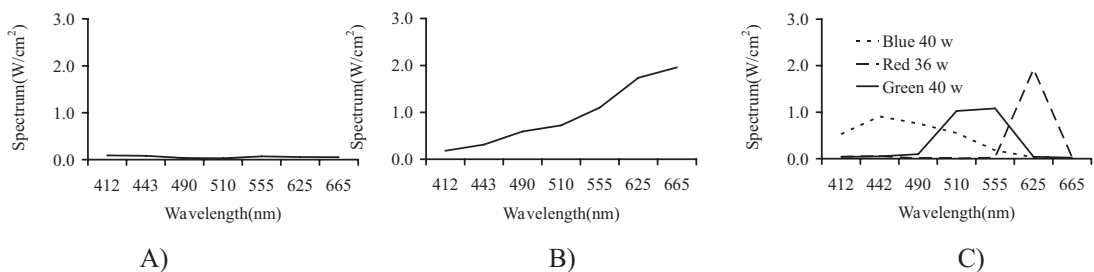 Spectrum(W/cm²)
3.0
2.0
1.0
0.0
412 443 490 510 555 625 665
Wavelength(nm)
A)
Spectrum(W/cm²)
3.0
2.0
1.0
0.0
412 443 490 510 555 625 665
Wavelength(nm)
B)
Spectrum(W/cm²)
3.0
2.0
1.0
0.0
Blue 40 w
Red 36 w
Green 40 w
412 442 490 510 555 625 665
Wavelength(nm)
C)